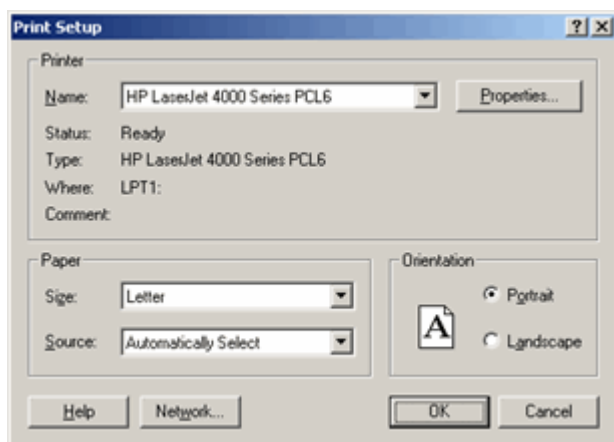 Print Setup
Printer
Name: HP LaserJet 4000 Series PCL6 Properties...
Status: Ready
Type: HP LaserJet 4000 Series PCL6
Where: LPT1:
Comment:
Paper
Size: Letter
Source: Automatically Select
Orientation
A
Portrait
Landscape
Help Network... OK Cancel